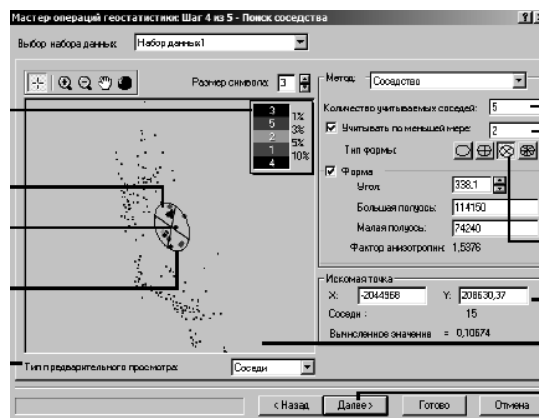 Мастер операций геостатистики: Шаг 4 из 5 - Поиск соседства
Выбор набора данных: Набор данных1
Размер символа: 3
3
5
2
1
4
1%
3%
5%
10%
Метод: Соседство
Количество учитываемых соседей: 5
Учитывать по меньшей мере: 2
Тип формы:
Форма
Угол: 338.1
Большая полуось: 114150
Малая полуось: 74240
Фактор анизотропии: 1,5376
Искомая точка
X: -2044968 Y: 208630,37
Соседи : 15
Вычисленное значение = 0,10674
Тип предварительного просмотра: Соседи
< Назад Далее > Готово Отмена